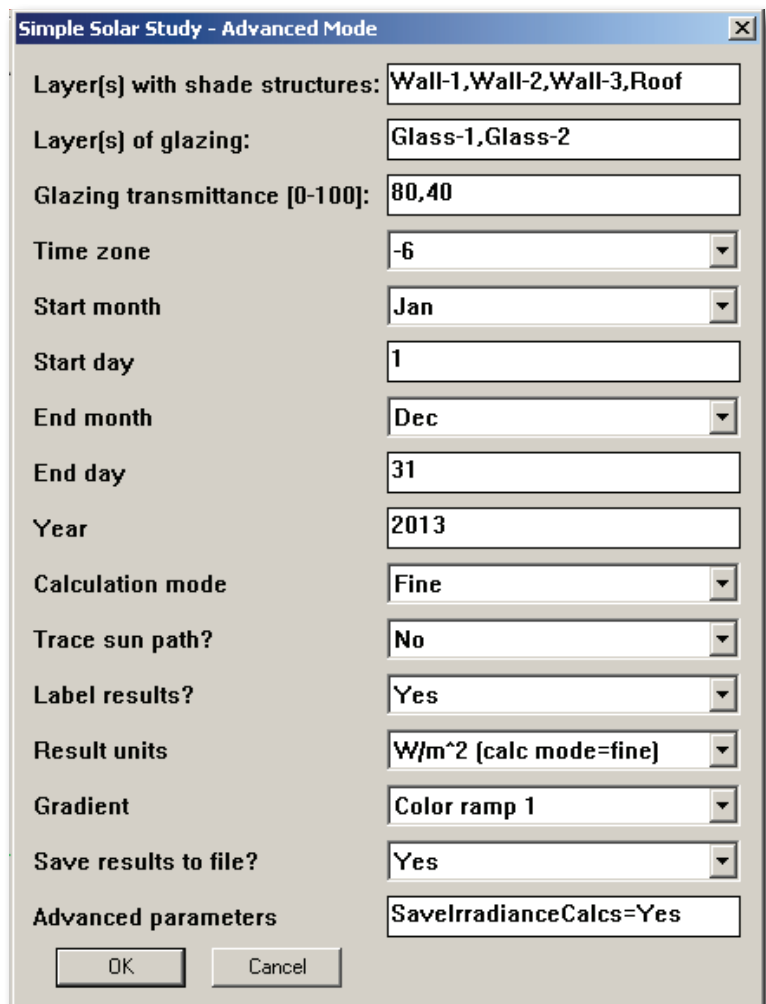 Simple Solar Study - Advanced Mode
Layer(s) with shade structures: Wall-1,Wall-2,Wall-3,Roof
Layer(s) of glazing: Glass-1,Glass-2
Glazing transmittance [0-100]: 80,40
Time zone -6
Start month Jan
Start day 1
End month Dec
End day 31
Year 2013
Calculation mode Fine
Trace sun path? No
Label results? Yes
Result units W/m^2 (calc mode=fine)
Gradient Color ramp 1
Save results to file? Yes
Advanced parameters SaveIrradianceCalcs=Yes
OK Cancel